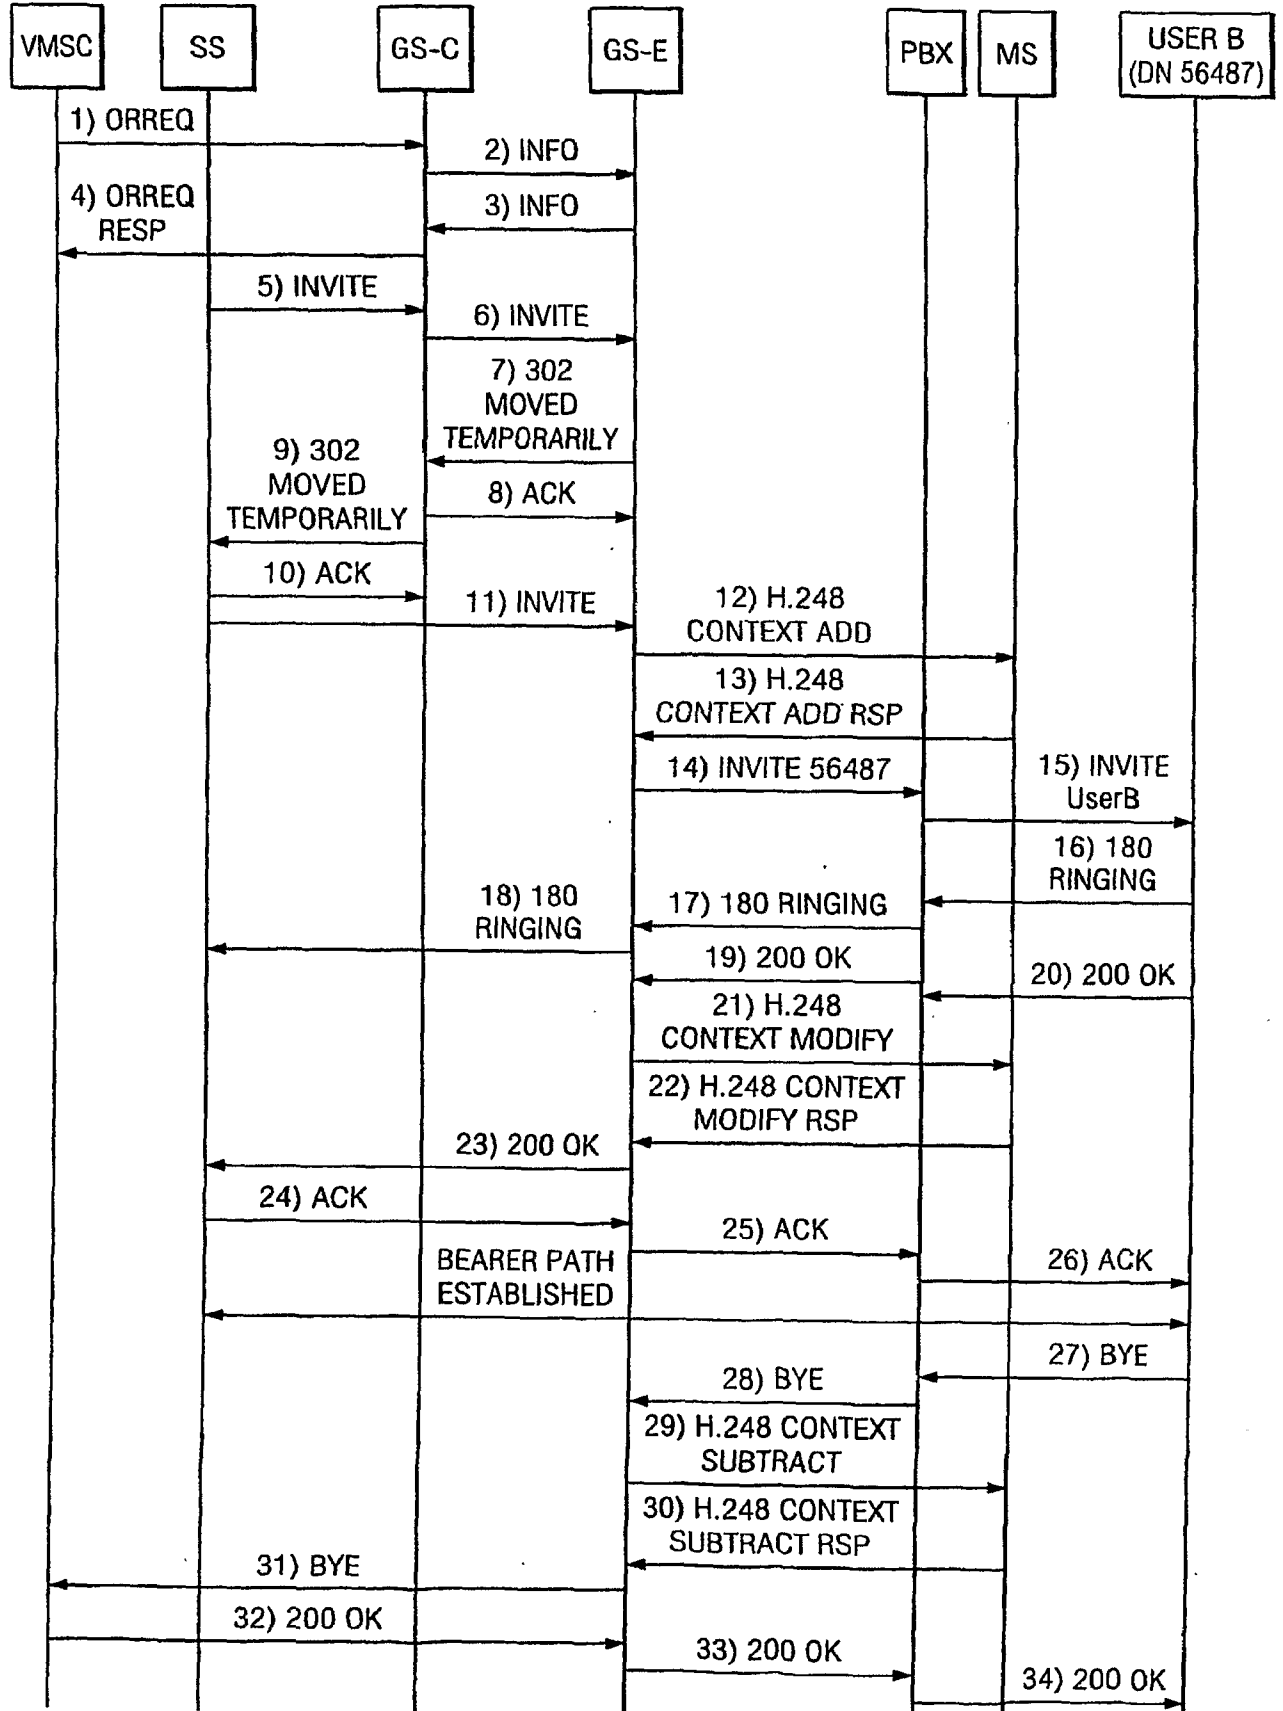 VMSC
SS
GS-C
GS-E
PBX
MS
USER B
(DN 56487)
1) ORREQ
2) INFO
3) INFO
4) ORREQ
RESP
5) INVITE
6) INVITE
7) 302
MOVED
TEMPORARILY
8) ACK
9) 302
MOVED
TEMPORARILY
10) ACK
11) INVITE
12) H.248
CONTEXT ADD
13) H.248
CONTEXT ADD RSP
14) INVITE 56487
15) INVITE
UserB
16) 180
RINGING
17) 180 RINGING
18) 180
RINGING
19) 200 OK
20) 200 OK
21) H.248
CONTEXT MODIFY
22) H.248 CONTEXT
MODIFY RSP
23) 200 OK
24) ACK
25) ACK
26) ACK
BEARER PATH
ESTABLISHED
27) BYE
28) BYE
29) H.248 CONTEXT
SUBTRACT
30) H.248 CONTEXT
SUBTRACT RSP
31) BYE
32) 200 OK
33) 200 OK
34) 200 OK